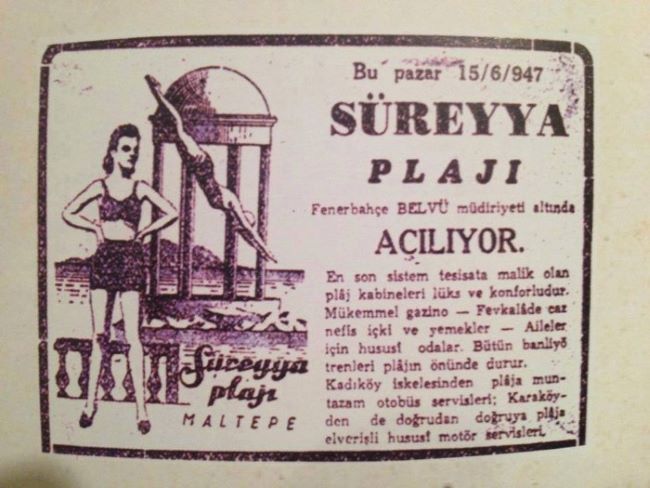 Bu pazar 15/6/947
SÜREYYA
PLAJI
Fenerbahçe BELVÜ müdiriyeti altında
AÇILIYOR.
En son sistem tesisata malik olan
plâj kabineleri lüks ve konforludur.
Mükemmel gazino — Fevkalâde caz
nefis içki ve yemekler — Aileler
için hususî odalar. Bütün banliyö
trenleri plâjın önünde durur.
Kadıköy iskelesinden plâja mun-
tazam otobüs servisleri; Karaköy-
den de doğrudan doğruya plâja
elverişli hususî motör servisleri.
Süreyya
plajı
MALTEPE